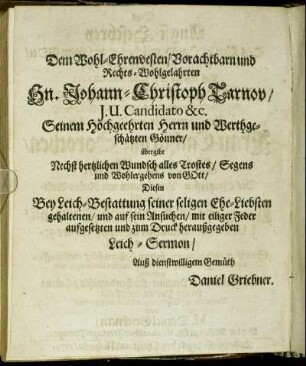 Dem Wohl-Ehrenvesten/ Vorachtbarn und
Rechts-Wohlgelahrten
Hn. Johann-Christoph Tarnov/
J. U. Candidato &c.
Seinem Höchgeehrten Herrn und Werthge-
schätzten Gönner/
übergibt
Nechst hertzlichen Wundsch alles Trostes/ Segens
und Wohlergehens von GOtt/
Diesen
Bey Leich-Bestattung seiner seligen Ehe-Liebsten
gehaltenen/ und auf sein Ansuchen/ mit eiliger Feder
aufgesetzten und zum Druck heraußgegeben
Leich-Sermon/
Auß dienstwilligem Gemüth
Daniel Griebner.